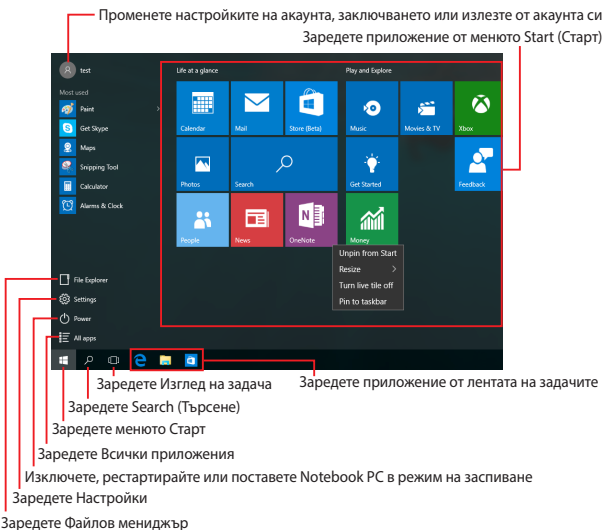 Променете настройките на акаунта, заключването или излезте от акаунта си
Заредете приложение от менюто Start (Старт)
test
Life at a glance
Play and Explore
Most used
Paint
Get Skype
Maps
Snipping Tool
Calculator
Alarms & Clock
Calendar
Mail
Store (Beta)
Music
Movies & TV
Xbox
Photos
Search
Get Started
Feedback
People
News
OneNote
Money
Unpin from Start
Resize
Turn live tile off
Pin to taskbar
File Explorer
Settings
Power
All apps
Заредете Изглед на задача
Заредете приложение от лентата на задачите
Заредете Search (Търсене)
Заредете менюто Старт
Заредете Всички приложения
Изключете, рестартирайте или поставете Notebook PC в режим на заспиване
Заредете Настройки
Заредете Файлов мениджър